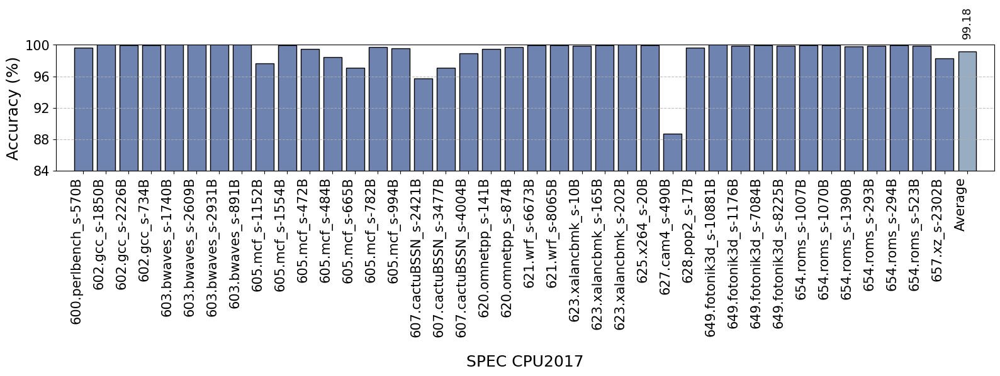 99.18
Accuracy (%)
100
96
92
88
84
600.perlbench_s-570B
602.gcc_s-1850B
602.gcc_s-2226B
602.gcc_s-734B
603.bwaves_s-1740B
603.bwaves_s-2609B
603.bwaves_s-2931B
603.bwaves_s-891B
605.mcf_s-1152B
605.mcf_s-1554B
605.mcf_s-472B
605.mcf_s-484B
605.mcf_s-665B
605.mcf_s-782B
605.mcf_s-994B
607.cactuBSSN_s-2421B
607.cactuBSSN_s-3477B
607.cactuBSSN_s-4004B
620.omnetpp_s-141B
620.omnetpp_s-874B
621.wrf_s-6673B
621.wrf_s-8065B
623.xalancbmk_s-10B
623.xalancbmk_s-165B
623.xalancbmk_s-202B
625.x264_s-20B
627.cam4_s-490B
628.pop2_s-17B
649.fotonik3d_s-10881B
649.fotonik3d_s-1176B
649.fotonik3d_s-7084B
649.fotonik3d_s-8225B
654.roms_s-1007B
654.roms_s-1070B
654.roms_s-1390B
654.roms_s-293B
654.roms_s-294B
654.roms_s-523B
657.xz_s-2302B
Average
SPEC CPU2017